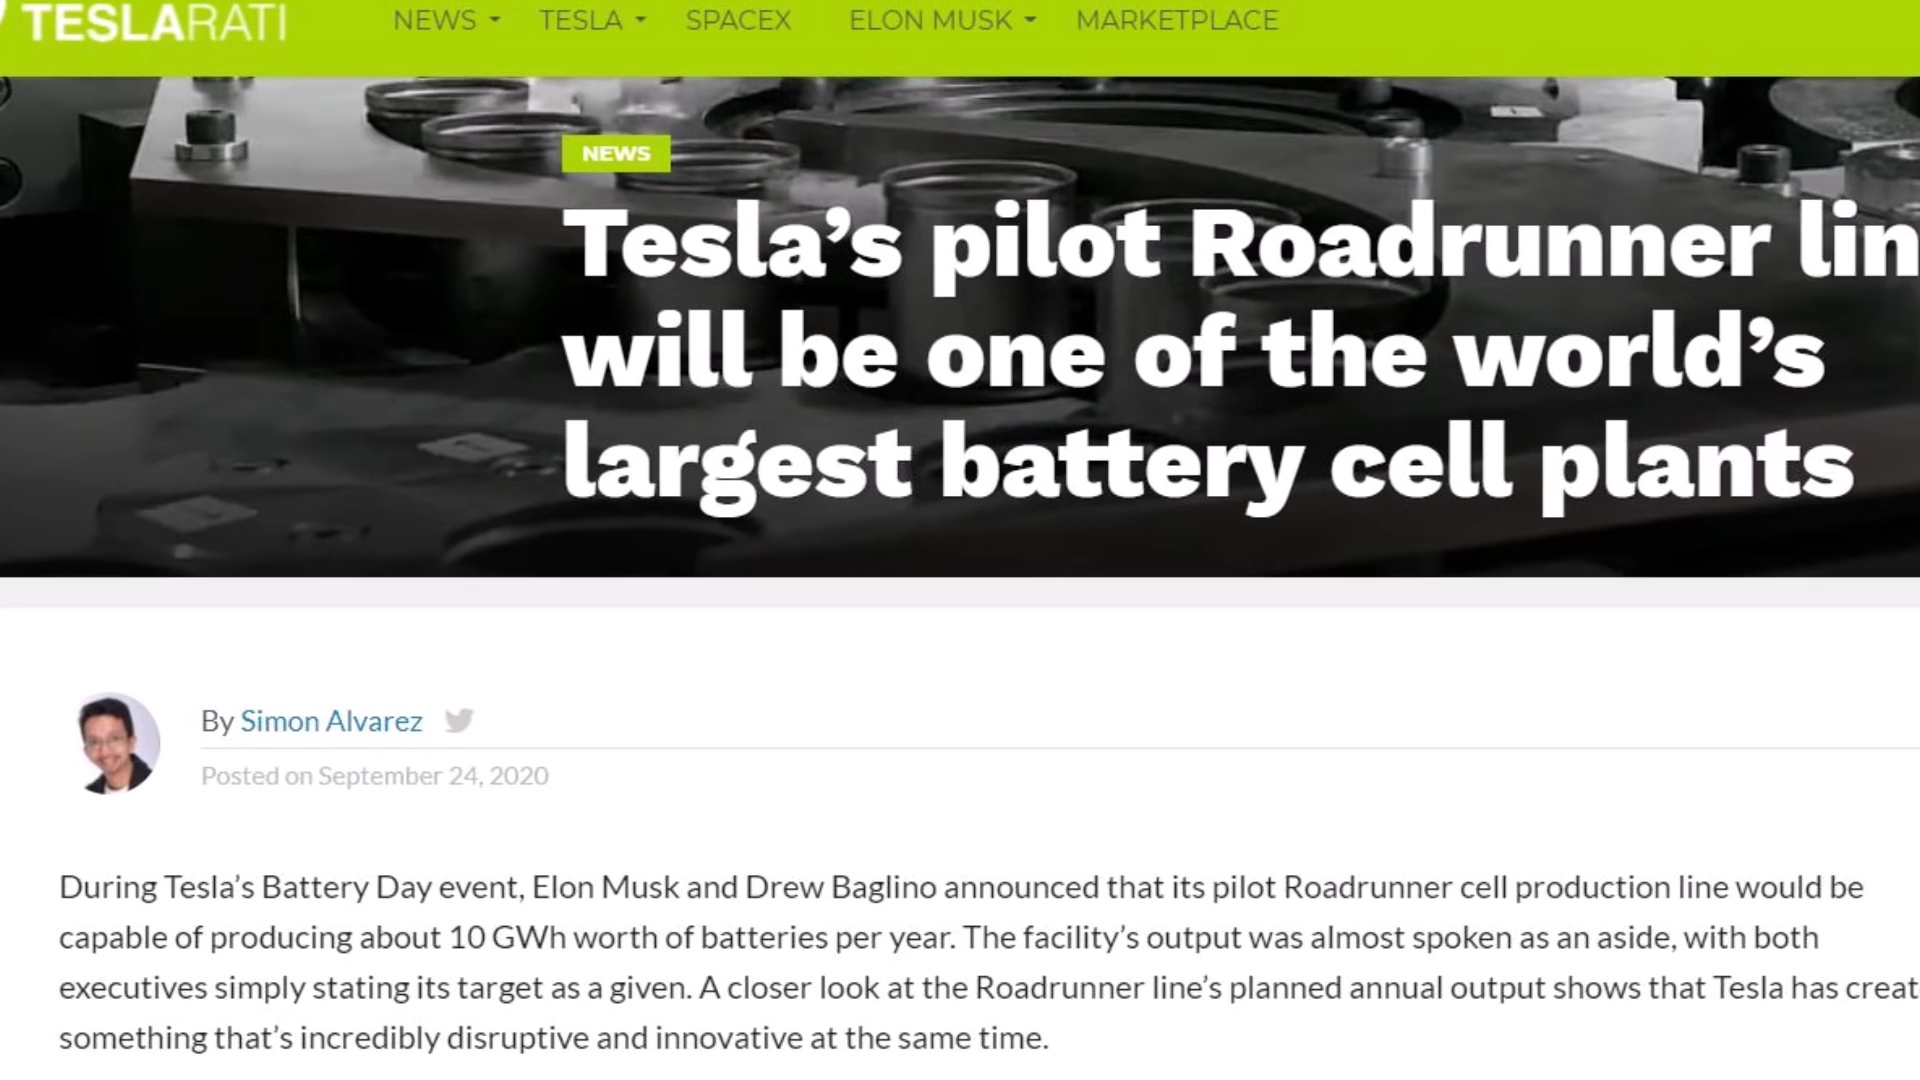 TESLARATI
NEWS TESLA SPACEX ELON MUSK MARKETPLACE
NEWS
Tesla’s pilot Roadrunner lin
will be one of the world’s
largest battery cell plants
By Simon Alvarez
Posted on September 24, 2020
During Tesla’s Battery Day event, Elon Musk and Drew Baglino announced that its pilot Roadrunner cell production line would be
capable of producing about 10 GWh worth of batteries per year. The facility’s output was almost spoken as an aside, with both
executives simply stating its target as a given. A closer look at the Roadrunner line’s planned annual output shows that Tesla has creat
something that’s incredibly disruptive and innovative at the same time.